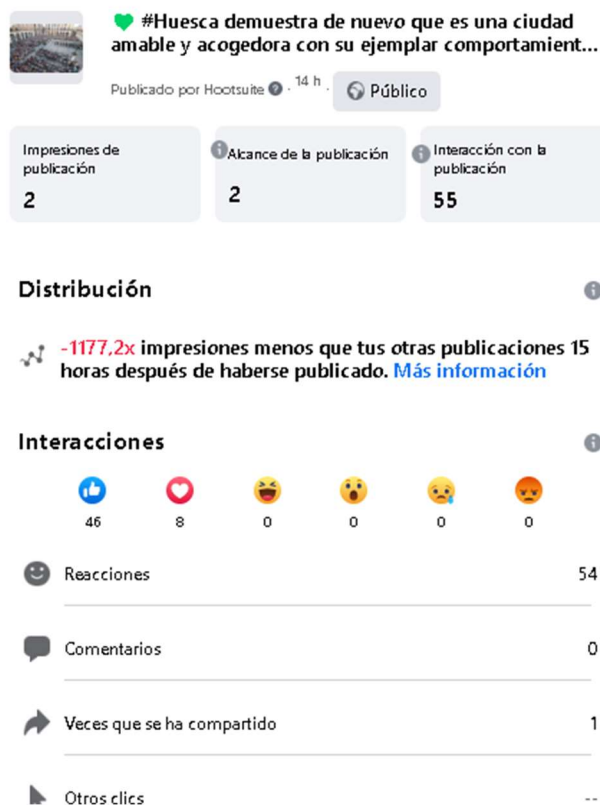 #Huesca demuestra de nuevo que es una ciudad
amable y acogedora con su ejemplar comportamient...
Publicado por Hootsuite · 14 h · Público
Impresiones de
publicación
2
Alcance de la publicación
2
Interacción con la
publicación
55
Distribución
-1177,2x impresiones menos que tus otras publicaciones 15
horas después de haberse publicado. Más información
Interacciones
46 8 0 0 0 0
Reacciones 54
Comentarios 0
Veces que se ha compartido 1
Otros clics --